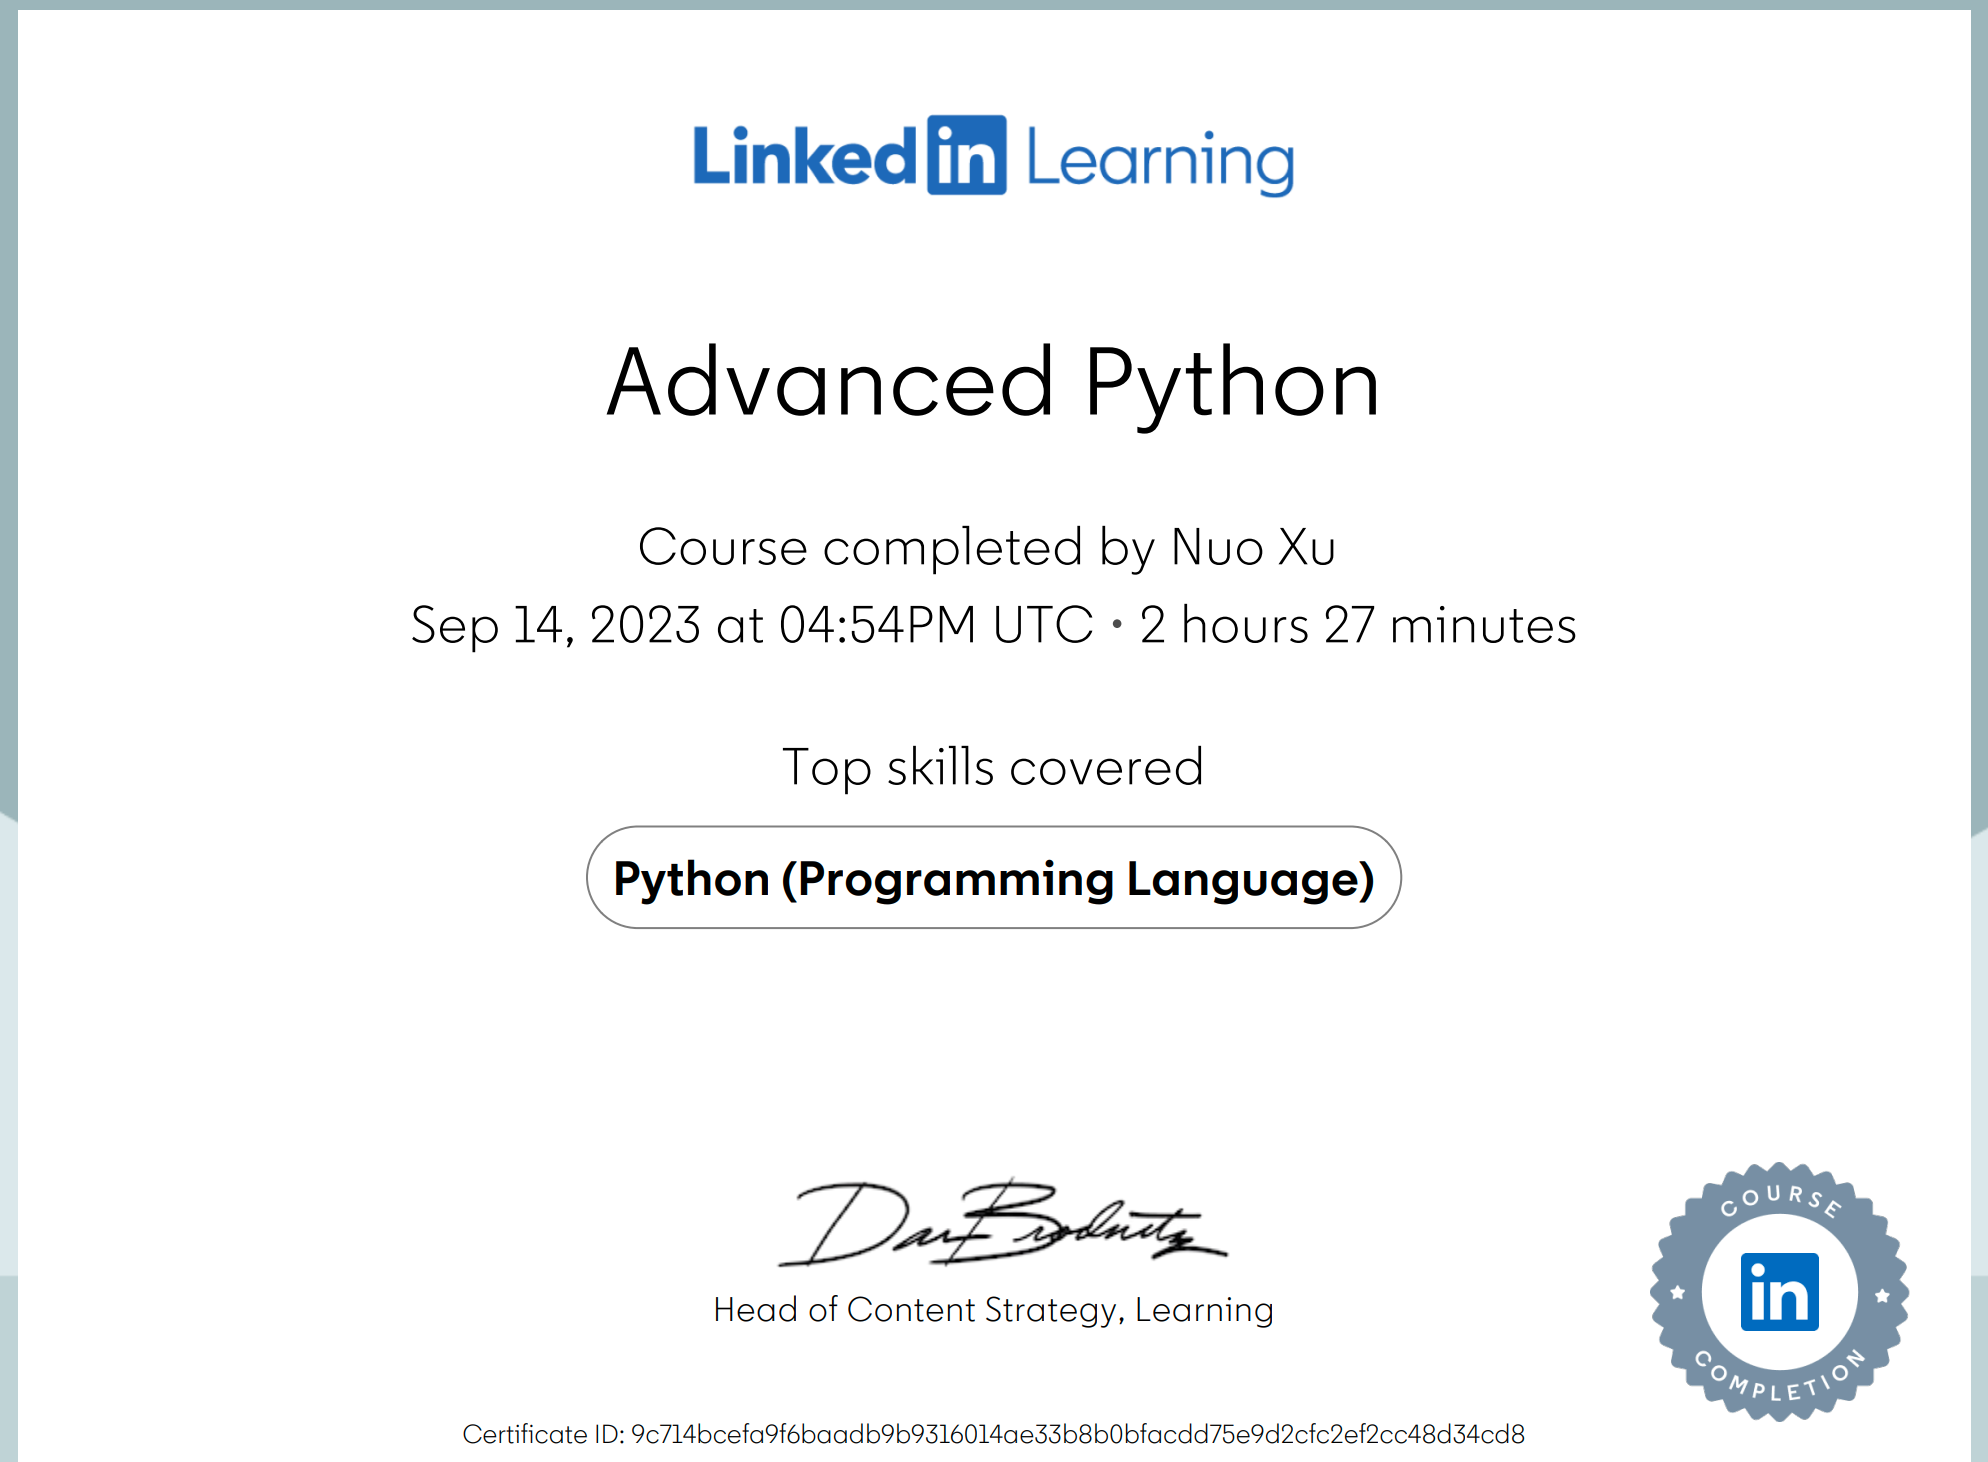 LinkedIn Learning
Advanced Python
Course completed by Nuo Xu
Sep 14, 2023 at 04:54PM UTC • 2 hours 27 minutes
Top skills covered
Python (Programming Language)
Dan Brodnitz
Head of Content Strategy, Learning
COURSE
in
COMPLETION
Certificate ID: 9c714bcefa9f6baadb9b9316014ae33b8b0bfacdd75e9d2cfc2ef2cc48d34cd8